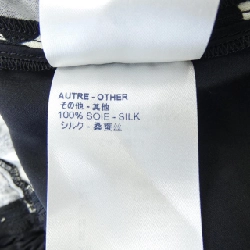 AUTRE - OTHER
その他 - 其他
100% SOIE - SILK
シルク - 桑蚕丝